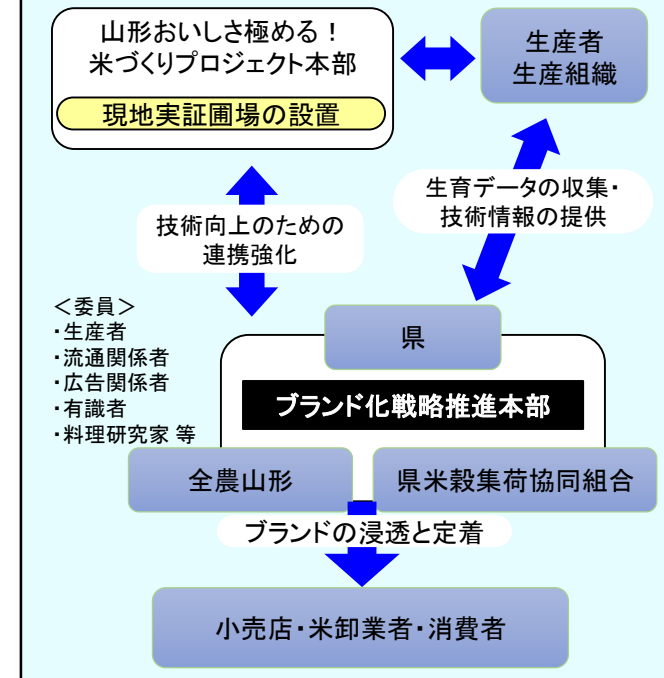 山形おいしさ極める！
米づくりプロジェクト本部
現地実証圃場の設置
生産者
生産組織
生育データの収集・
技術情報の提供
技術向上のための
連携強化
＜委員＞
・生産者
・流通関係者
・広告関係者
・有識者
・料理研究家 等
県
ブランド化戦略推進本部
全農山形
県米穀集荷協同組合
ブランドの浸透と定着
小売店・米卸業者・消費者